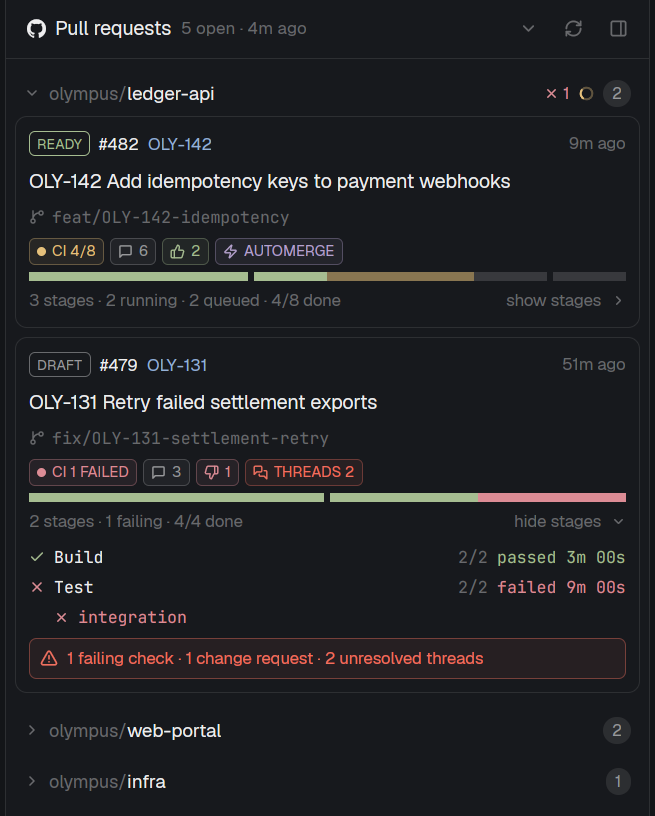 Pull requests 5 open · 4m ago
olympus/ledger-api 1 2
READY #482 OLY-142 9m ago
OLY-142 Add idempotency keys to payment webhooks
feat/OLY-142-idempotency
CI 4/8 6 2 AUTOMERGE
3 stages · 2 running · 2 queued · 4/8 done show stages
DRAFT #479 OLY-131 51m ago
OLY-131 Retry failed settlement exports
fix/OLY-131-settlement-retry
CI 1 FAILED 3 1 THREADS 2
2 stages · 1 failing · 4/4 done hide stages
Build 2/2 passed 3m 00s
Test 2/2 failed 9m 00s
integration
1 failing check · 1 change request · 2 unresolved threads
olympus/web-portal 2
olympus/infra 1